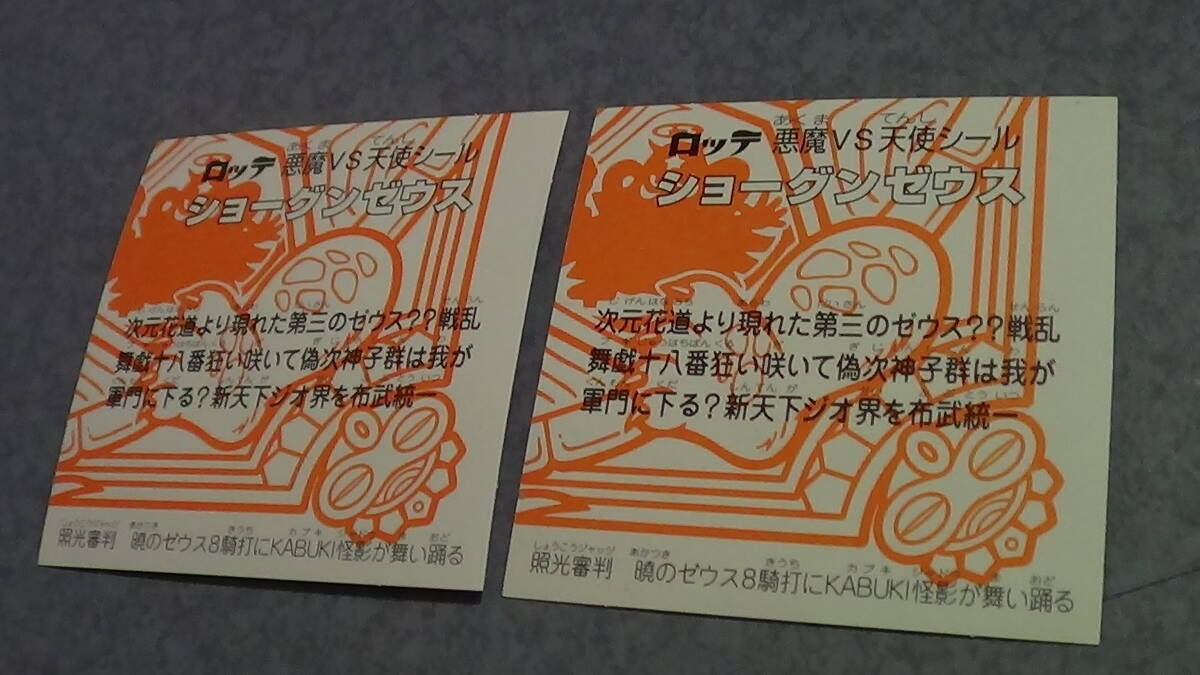 ロッテ 悪魔VS天使シール
ショーグンゼウス
次元花道より現れた第三のゼウス??戦乱
舞戯十八番狂い咲いて偽次神子群は我が
軍門に下る?新天下ジオ界を布武統一
照光審判 暁のゼウス8騎打にKABUKI怪影が舞い踊る
ロッテ 悪魔VS天使シール
ショーグンゼウス
次元花道より現れた第三のゼウス??戦乱
舞戯十八番狂い咲いて偽次神子群は我が
軍門に下る?新天下ジオ界を布武統一
照光審判 暁のゼウス8騎打にKABUKI怪影が舞い踊る